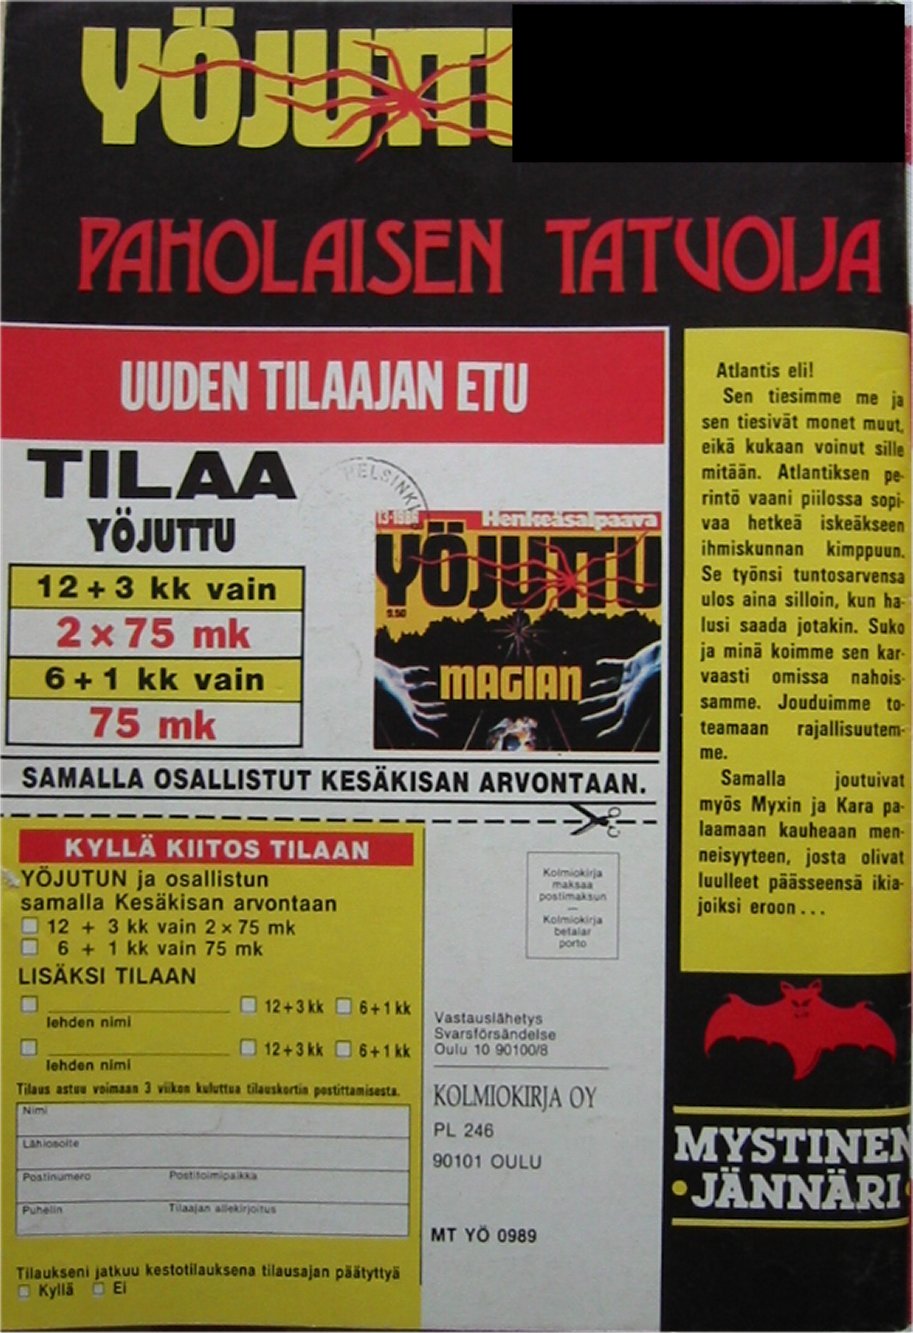 YÖJUTTU
PAHOLAISEN TATUOIJA
UUDEN TILAAJAN ETU
TILAA
YÖJUTTU
12 + 3 kk vain
2 x 75 mk
6 + 1 kk vain
75 mk
HELSINKI
Henkeäsalpaava
YÖJUTTU
9.50
MAGIAN
SAMALLA OSALLISTUT KESÄKISAN ARVONTAAN.
KYLLÄ KIITOS TILAAN
YÖJUTUN ja osallistun
samalla Kesäkisan arvontaan
12 + 3 kk vain 2 x 75 mk
6 + 1 kk vain 75 mk
LISÄKSI TILAAN
12+3 kk 6+1 kk
lehden nimi
12+3 kk 6+1 kk
lehden nimi
Tilaus astuu voimaan 3 viikon kuluttua tilauskortin postittamisesta.
Nimi
Lähiosoite
Postinumero Postitoimipaikka
Puhelin Tilaajan allekirjoitus
Tilaukseni jatkuu kestotilauksena tilausajan päätyttyä
Kyllä Ei
Kolmiokirja
maksaa
postimaksun
—
Kolmiokirja
betalar
porto
Vastauslähetys
Svarsförsändelse
Oulu 10 90100/8
KOLMIOKIRJA OY
PL 246
90101 OULU
MT YÖ 0989
Atlantis eli!
Sen tiesimme me ja
sen tiesivät monet muut,
eikä kukaan voinut sille
mitään. Atlantiksen pe-
rintö vaani piilossa sopi-
vaa hetkeä iskeäkseen
ihmiskunnan kimppuun.
Se työnsi tuntosarvensa
ulos aina silloin, kun ha-
lusi saada jotakin. Suko
ja minä koimme sen kar-
vaasti omissa nahois-
samme. Jouduimme to-
teamaan rajallisuutem-
me.
Samalla joutuivat
myös Myxin ja Kara pa-
laamaan kauheaan men-
neisyyteen, josta olivat
luulleet päässeensä ikia-
joiksi eroon...
MYSTINEN
JÄNNÄRI